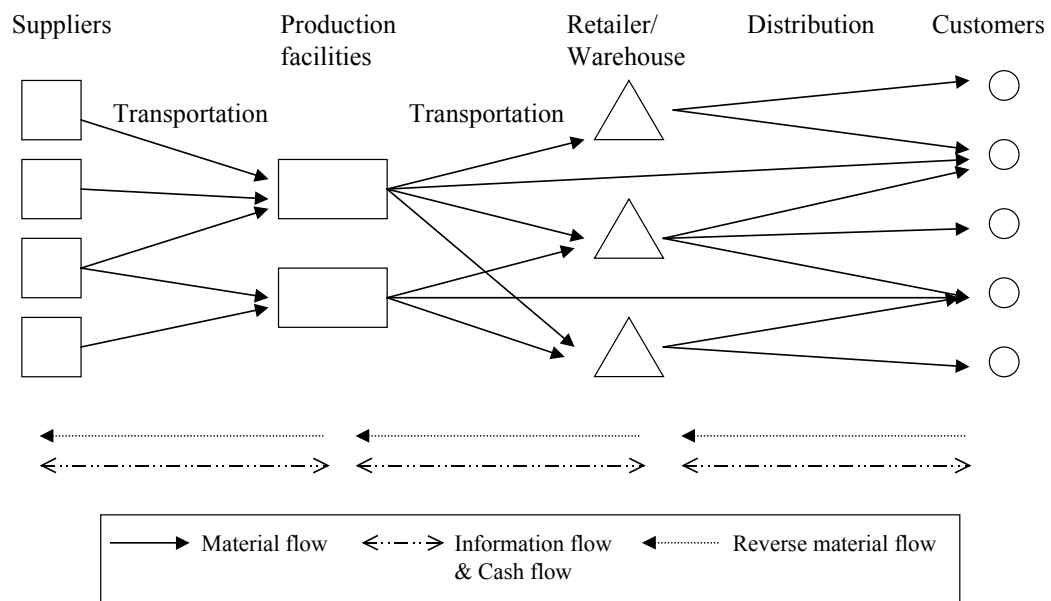 Suppliers
Production
facilities
Retailer/
Warehouse
Distribution
Customers
Transportation
Transportation
Material flow
Information flow
& Cash flow
Reverse material flow